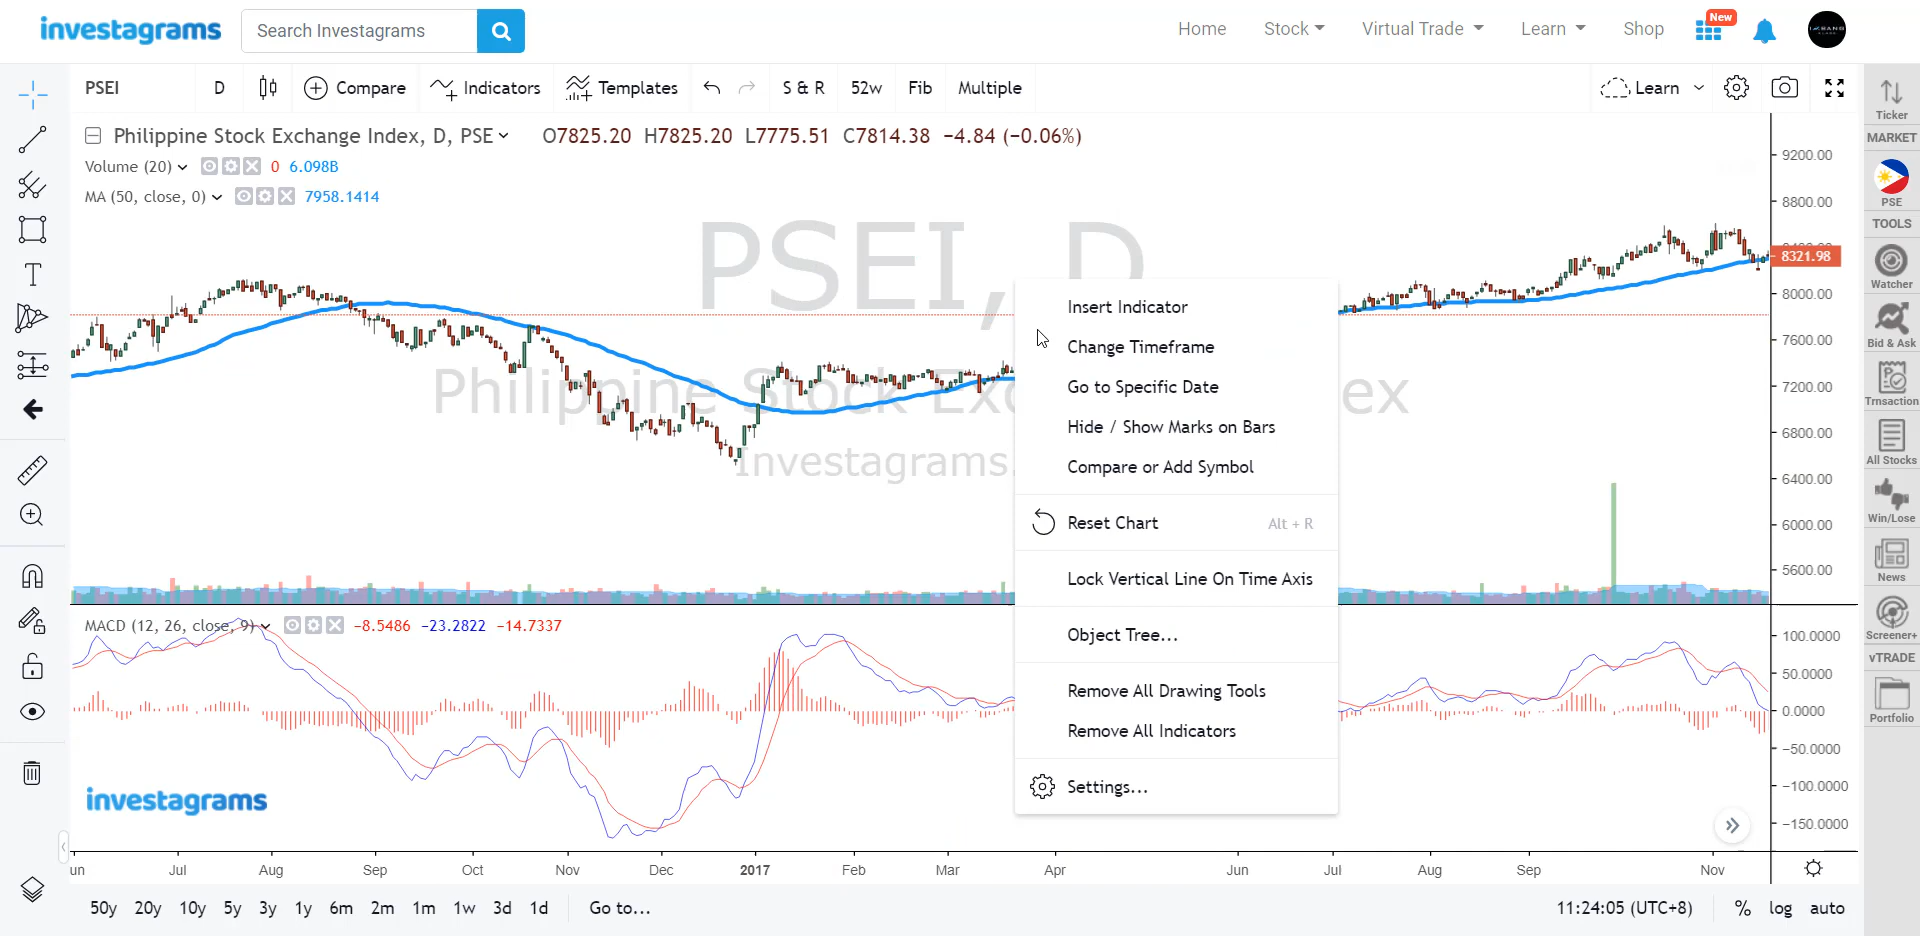 investagrams
Search Investagrams
Home
Stock
Virtual Trade
Learn
Shop
New
PSEI
D
Compare
Indicators
Templates
S & R
52w
Fib
Multiple
Learn
Philippine Stock Exchange Index, D, PSE
O7825.20 H7825.20 L7775.51 C7814.38 −4.84 (−0.06%)
Volume (20)
0 6.098B
MA (50, close, 0)
7958.1414
PSEI, D
Philippine Stock Exc
ex
Investagrams.
Insert Indicator
Change Timeframe
Go to Specific Date
Hide / Show Marks on Bars
Compare or Add Symbol
Reset Chart Alt + R
Lock Vertical Line On Time Axis
Object Tree...
Remove All Drawing Tools
Remove All Indicators
Settings...
9200.00
8800.00
8321.98
8000.00
7600.00
7200.00
6800.00
6400.00
6000.00
5600.00
MACD (12, 26, close, 9)
−8.5486 −23.2822 −14.7337
100.0000
50.0000
0.0000
−50.0000
−100.0000
−150.0000
investagrams
un Jul Aug Sep Oct Nov Dec 2017 Feb Mar Apr Jun Jul Aug Sep Nov
50y 20y 10y 5y 3y 1y 6m 2m 1m 1w 3d 1d Go to...
11:24:05 (UTC+8) % log auto
Ticker
MARKET
PSE
TOOLS
Watcher
Bid & Ask
Trnsaction
All Stocks
Win/Lose
News
Screener+
vTRADE
Portfolio